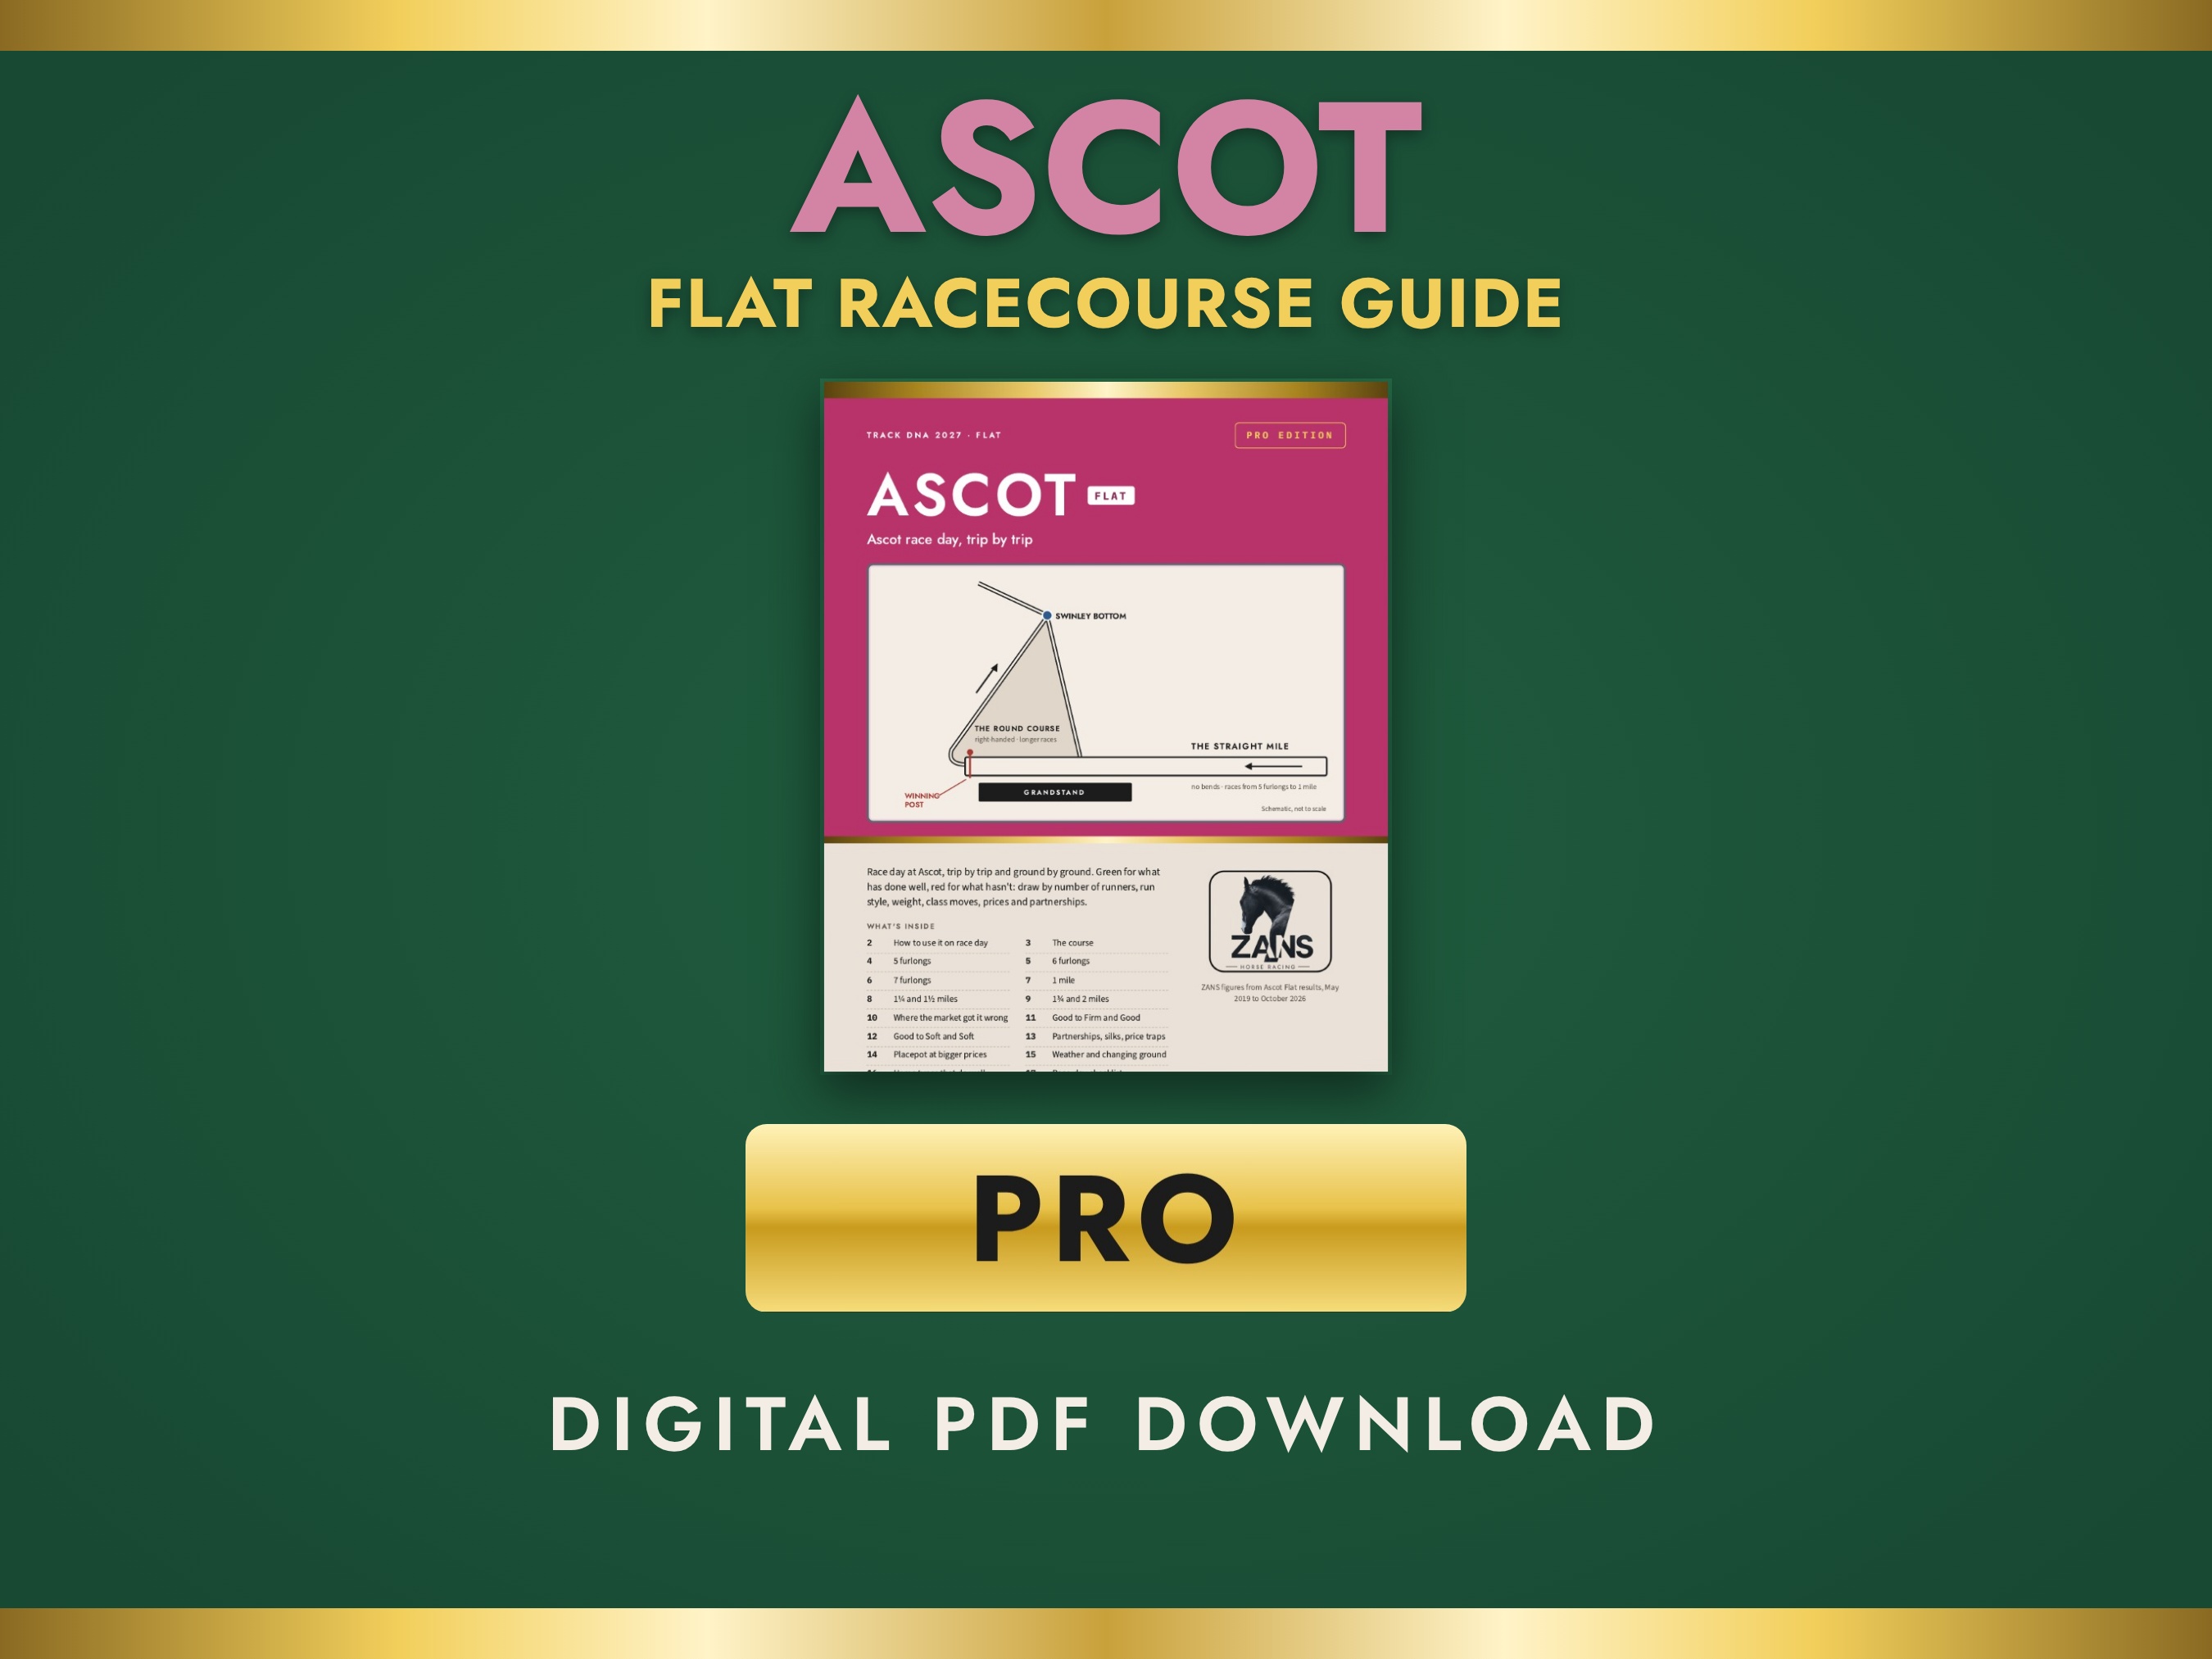 ASCOT
FLAT RACECOURSE GUIDE
TRACK DNA 2027 · FLAT
PRO EDITION
ASCOT FLAT
Ascot race day, trip by trip
SWINLEY BOTTOM
THE ROUND COURSE
right-handed · longer races
THE STRAIGHT MILE
no bends · races from 5 furlongs to 1 mile
WINNING
POST
GRANDSTAND
Schematic, not to scale
Race day at Ascot, trip by trip and ground by ground. Green for what
has done well, red for what hasn't: draw by number of runners, run
style, weight, class moves, prices and partnerships.
WHAT'S INSIDE
2 How to use it on race day
3 The course
4 5 furlongs
5 6 furlongs
6 7 furlongs
7 1 mile
8 1¼ and 1½ miles
9 1¾ and 2 miles
10 Where the market got it wrong
11 Good to Firm and Good
12 Good to Soft and Soft
13 Partnerships, silks, price traps
14 Placepot at bigger prices
15 Weather and changing ground
ZANS
HORSE RACING
ZANS figures from Ascot Flat results, May
2019 to October 2026
PRO
DIGITAL PDF DOWNLOAD